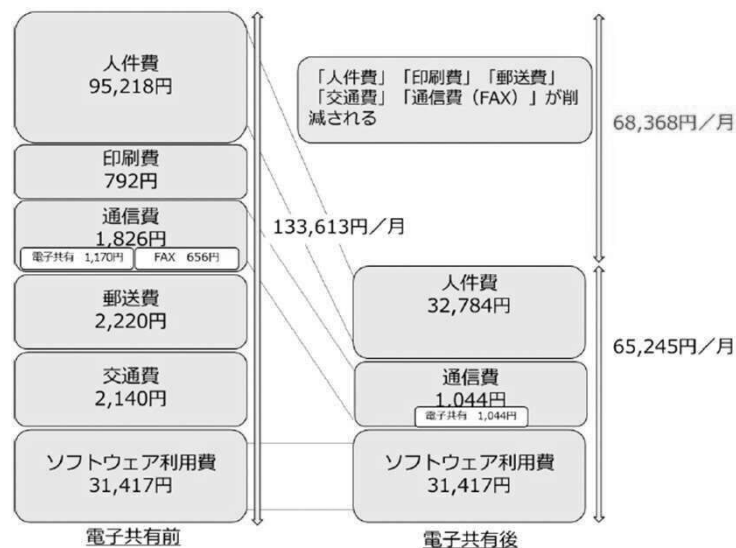 人件費
95,218円
印刷費
792円
通信費
1,826円
電子共有 1,170円
FAX 656円
郵送費
2,220円
交通費
2,140円
ソフトウェア利用費
31,417円
電子共有前
133,613円／月
「人件費」「印刷費」「郵送費」
「交通費」「通信費（FAX）」が削
減される
68,368円／月
人件費
32,784円
通信費
1,044円
電子共有 1,044円
ソフトウェア利用費
31,417円
電子共有後
65,245円／月